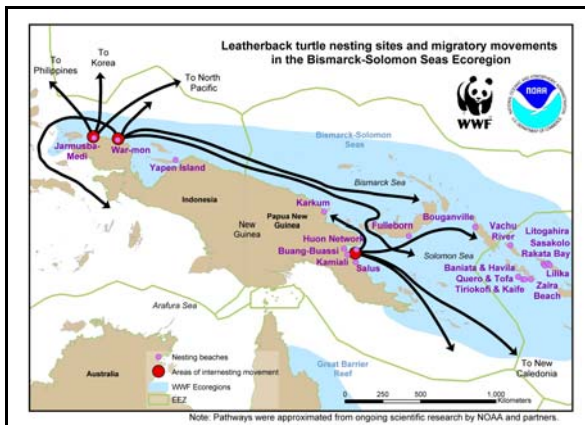 Leatherback turtle nesting sites and migratory movements
in the Bismarck-Solomon Seas Ecoregion
To
Philippines
To
Korea
To North
Pacific
WWF
NOAA
Jarmusba-
Medi
War-mon
Yapen Island
Bismarck-Solomon
Seas
Bismarck Sea
Indonesia
New
Guinea
Papua New
Guinea
Karkum
Huon Network
Buang-Buassi
Kamiali
Salus
Fulleborn
Bouganville
Solomon Sea
Vachu
River
Litogahira
Sasakolo
Rakata Bay
Lilika
Zaira
Beach
Baniata & Havila
Quero & Tofa
Tiriokofi & Kaife
Arafura Sea
Australia
Great Barrier
Reef
To New
Caledonia
Nesting beaches
Areas of internesting movement
WWF Ecoregions
EEZ
0 250 500 1,000
Kilometers
Note: Pathways were approximated from ongoing scientific research by NOAA and partners.